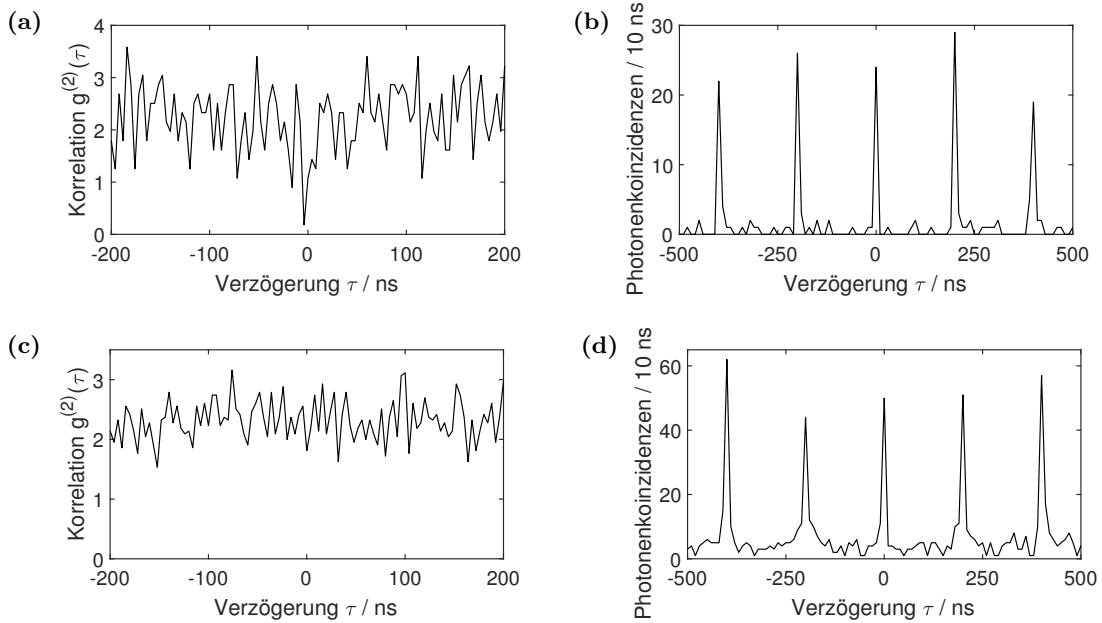 (a)
Korrelation g^(2)(τ)
4
3
2
1
0
-200 -100 0 100 200
Verzögerung τ / ns
(b)
Photonenkoinzidenzen / 10 ns
30
20
10
0
-500 -250 0 250 500
Verzögerung τ / ns
(c)
Korrelation g^(2)(τ)
3
2
1
0
-200 -100 0 100 200
Verzögerung τ / ns
(d)
Photonenkoinzidenzen / 10 ns
60
40
20
0
-500 -250 0 250 500
Verzögerung τ / ns